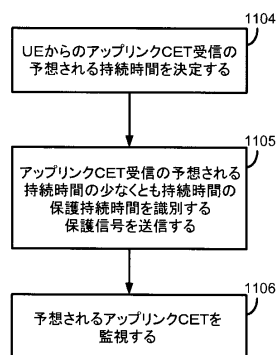 1104
UEからのアップリンクCET受信の
予想される持続時間を決定する
1105
アップリンクCET受信の予想される
持続時間の少なくとも持続時間の
保護持続時間を識別する
保護信号を送信する
1106
予想されるアップリンクCETを
監視する